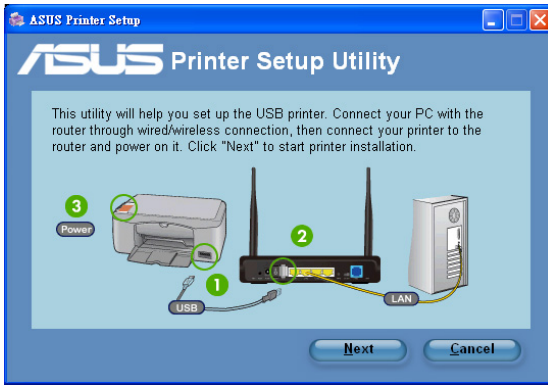 ASUS Printer Setup
ASUS Printer Setup Utility
This utility will help you set up the USB printer. Connect your PC with the
router through wired/wireless connection, then connect your printer to the
router and power on it. Click "Next" to start printer installation.
3
Power
2
1
USB
LAN
Next
Cancel